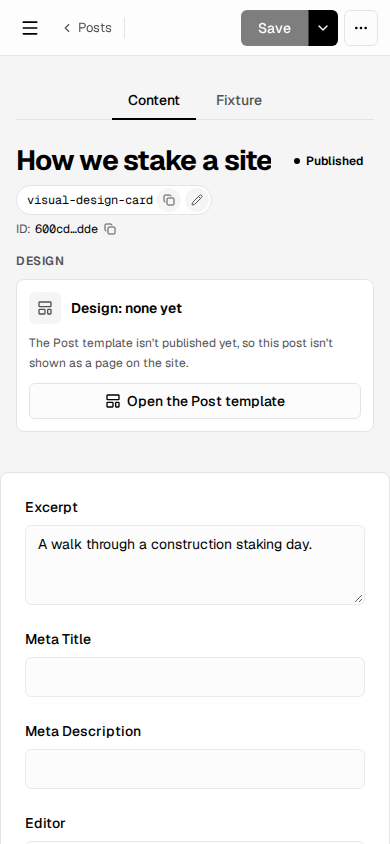 Posts
Save
Content
Fixture
How we stake a site
Published
visual-design-card
ID: 600cd…dde
DESIGN
Design: none yet
The Post template isn't published yet, so this post isn't
shown as a page on the site.
Open the Post template
Excerpt
A walk through a construction staking day.
Meta Title
Meta Description
Editor